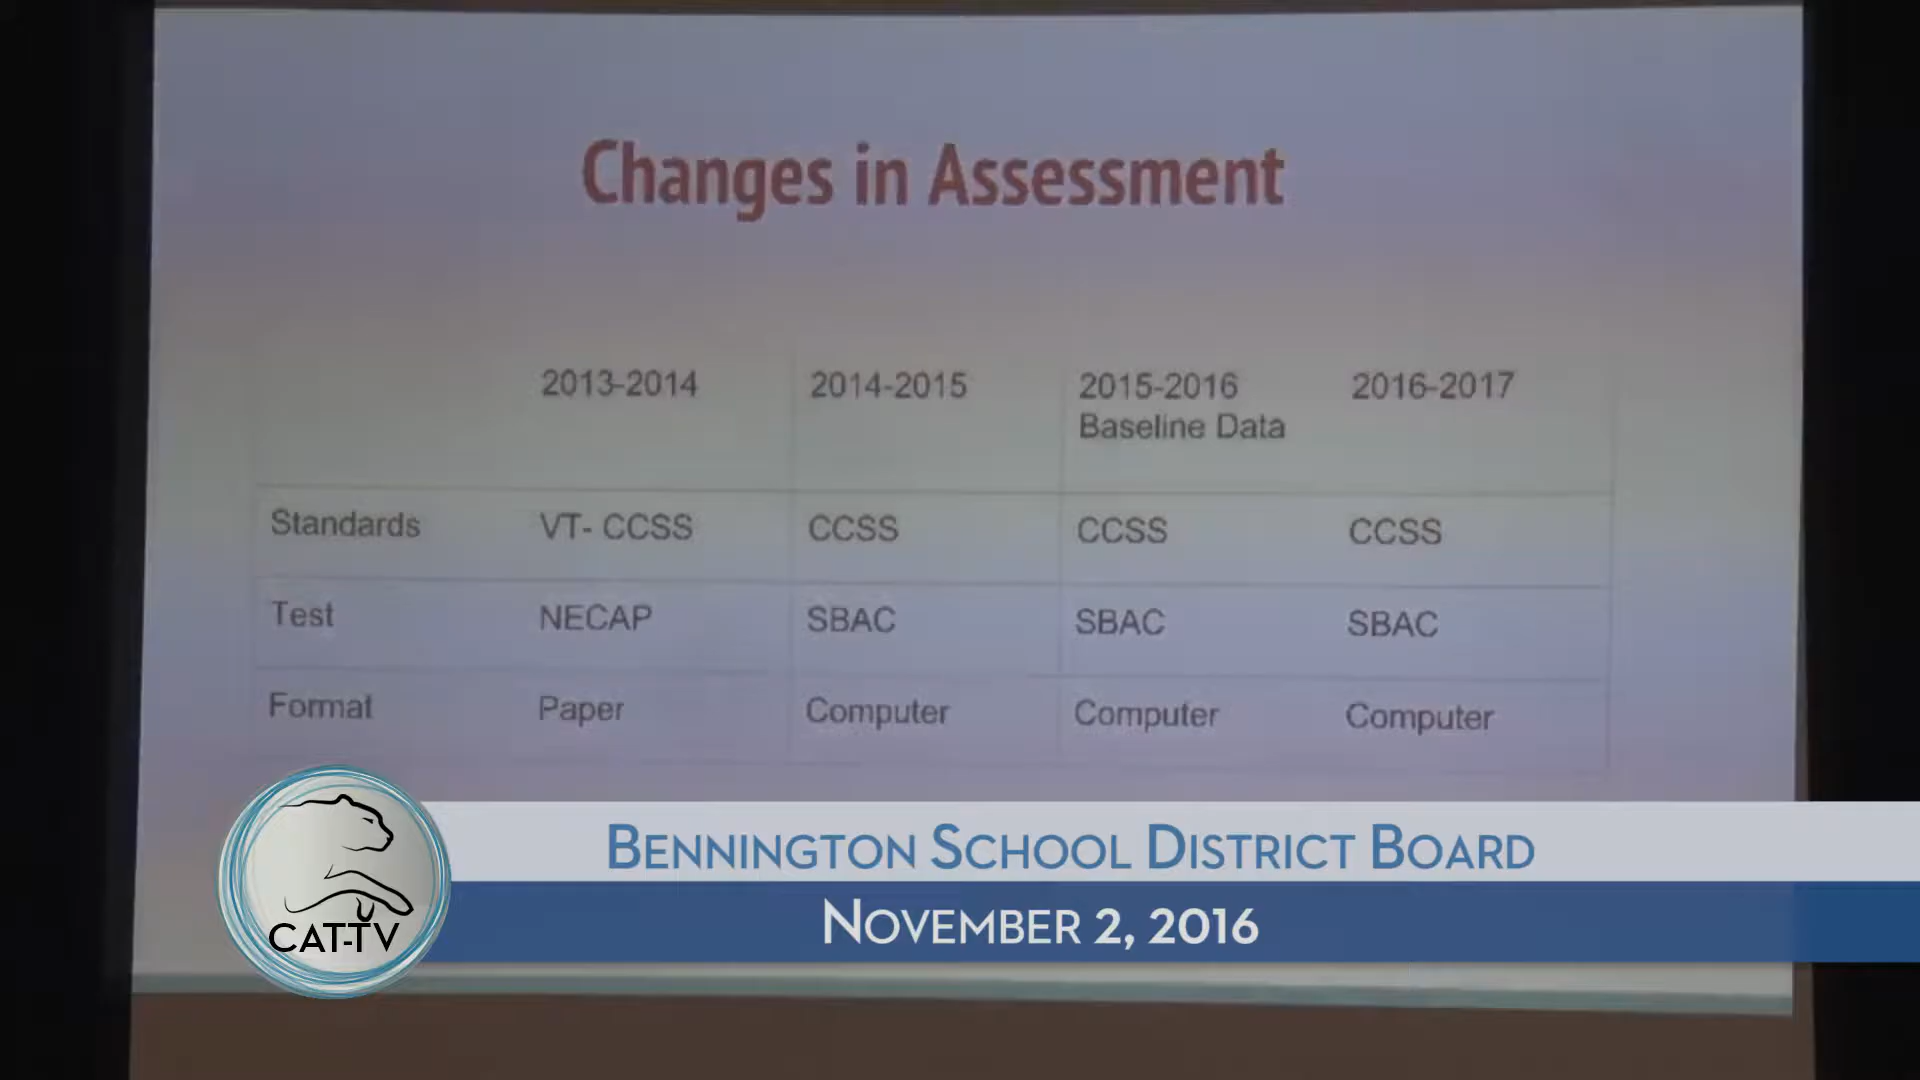 Changes in Assessment
2013-2014 2014-2015 2015-2016 2016-2017
Baseline Data
Standards VT- CCSS CCSS CCSS CCSS
Test NECAP SBAC SBAC SBAC
Format Paper Computer Computer Computer
BENNINGTON SCHOOL DISTRICT BOARD
NOVEMBER 2, 2016
CAT-TV